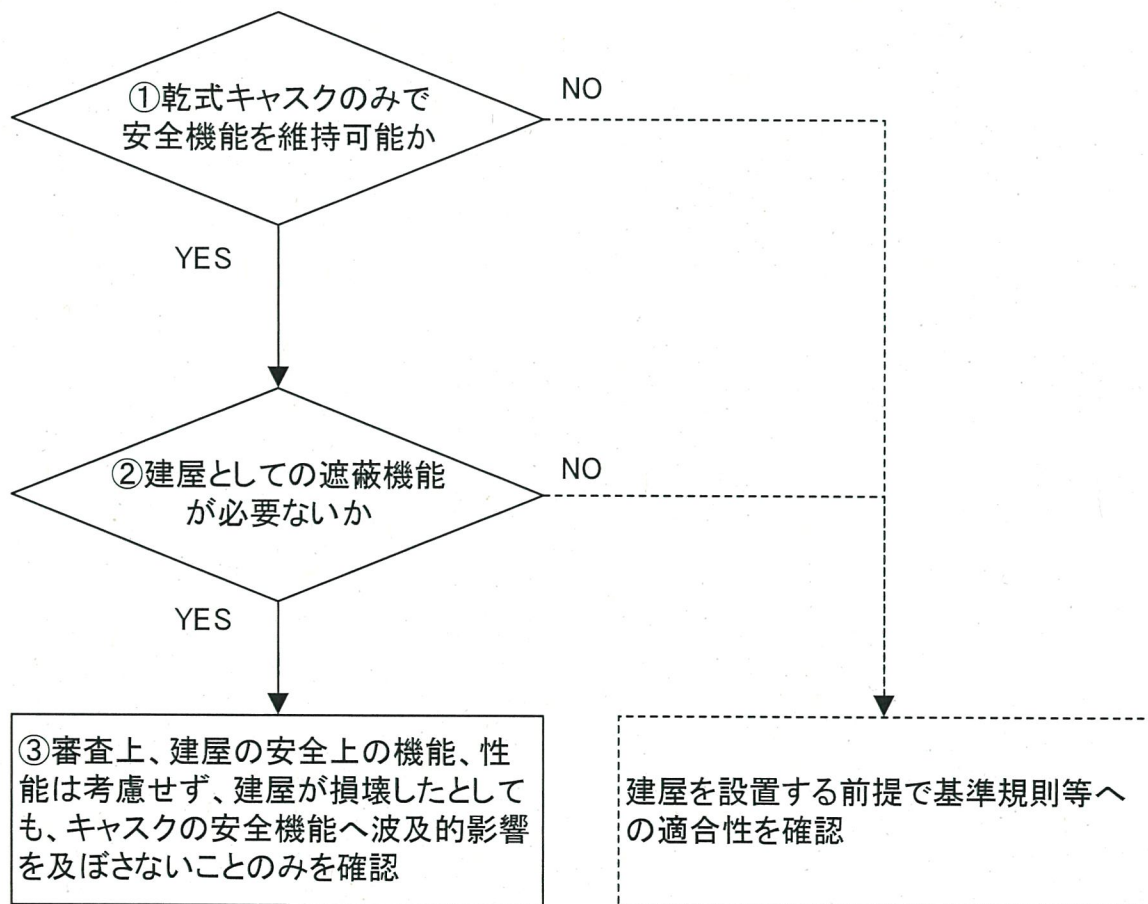 ①乾式キャスクのみで
安全機能を維持可能か
NO
YES
②建屋としての遮蔽機能
が必要ないか
NO
YES
③審査上、建屋の安全上の機能、性
能は考慮せず、建屋が損壊したとして
も、キャスクの安全機能へ波及的影響
を及ぼさないことのみを確認
建屋を設置する前提で基準規則等へ
の適合性を確認